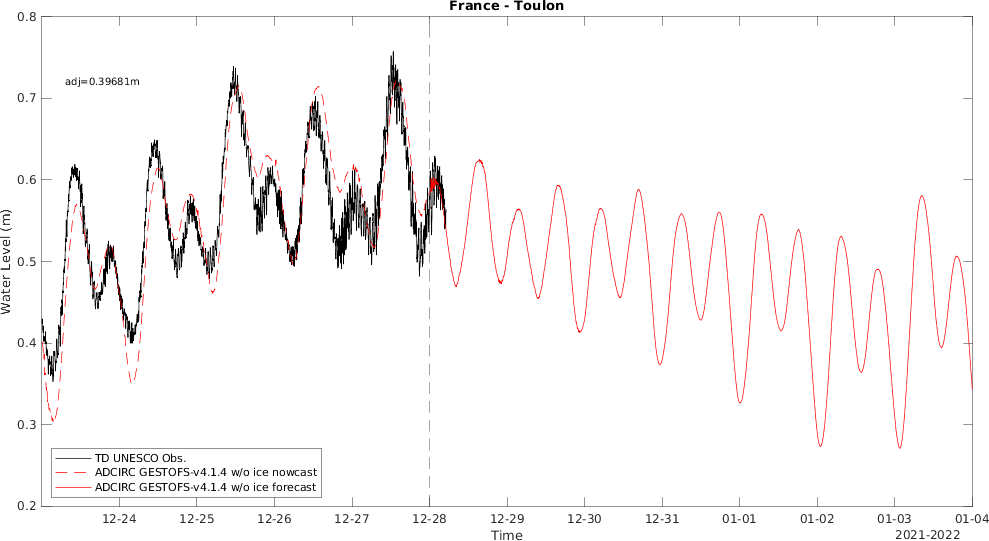 France - Toulon
0.8
0.7
0.6
0.5
0.4
0.3
0.2
Water Level (m)
adj=0.39681m
TD UNESCO Obs.
ADCIRC GESTOFS-v4.1.4 w/o ice nowcast
ADCIRC GESTOFS-v4.1.4 w/o ice forecast
12-24 12-25 12-26 12-27 12-28 12-29 12-30 12-31 01-01 01-02 01-03 01-04
Time
2021-2022